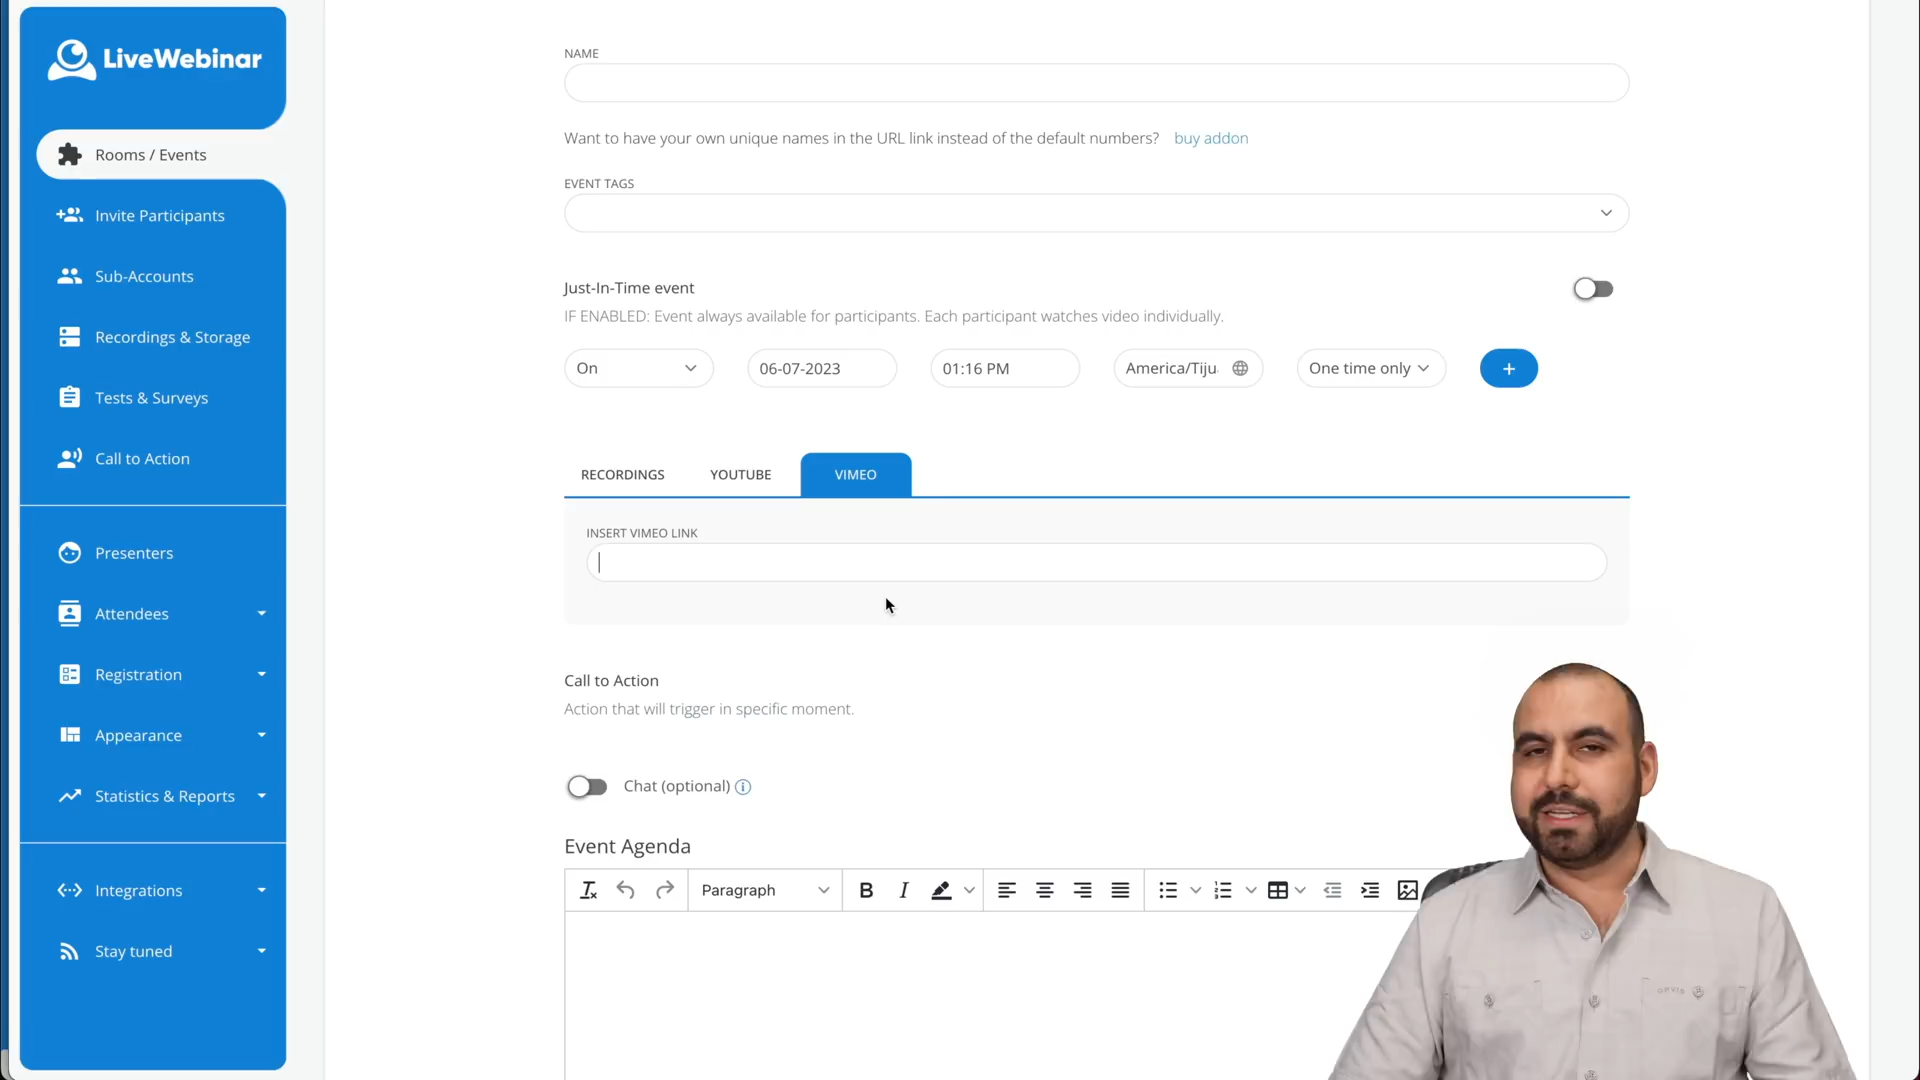 LiveWebinar
Rooms / Events
Invite Participants
Sub-Accounts
Recordings & Storage
Tests & Surveys
Call to Action
Presenters
Attendees
Registration
Appearance
Statistics & Reports
Integrations
Stay tuned
NAME
Want to have your own unique names in the URL link instead of the default numbers? buy addon
EVENT TAGS
Just-In-Time event
IF ENABLED: Event always available for participants. Each participant watches video individually.
On 06-07-2023 01:16 PM America/Tiju One time only +
RECORDINGS YOUTUBE VIMEO
INSERT VIMEO LINK
Call to Action
Action that will trigger in specific moment.
Chat (optional)
Event Agenda
Paragraph B I
ORVIS